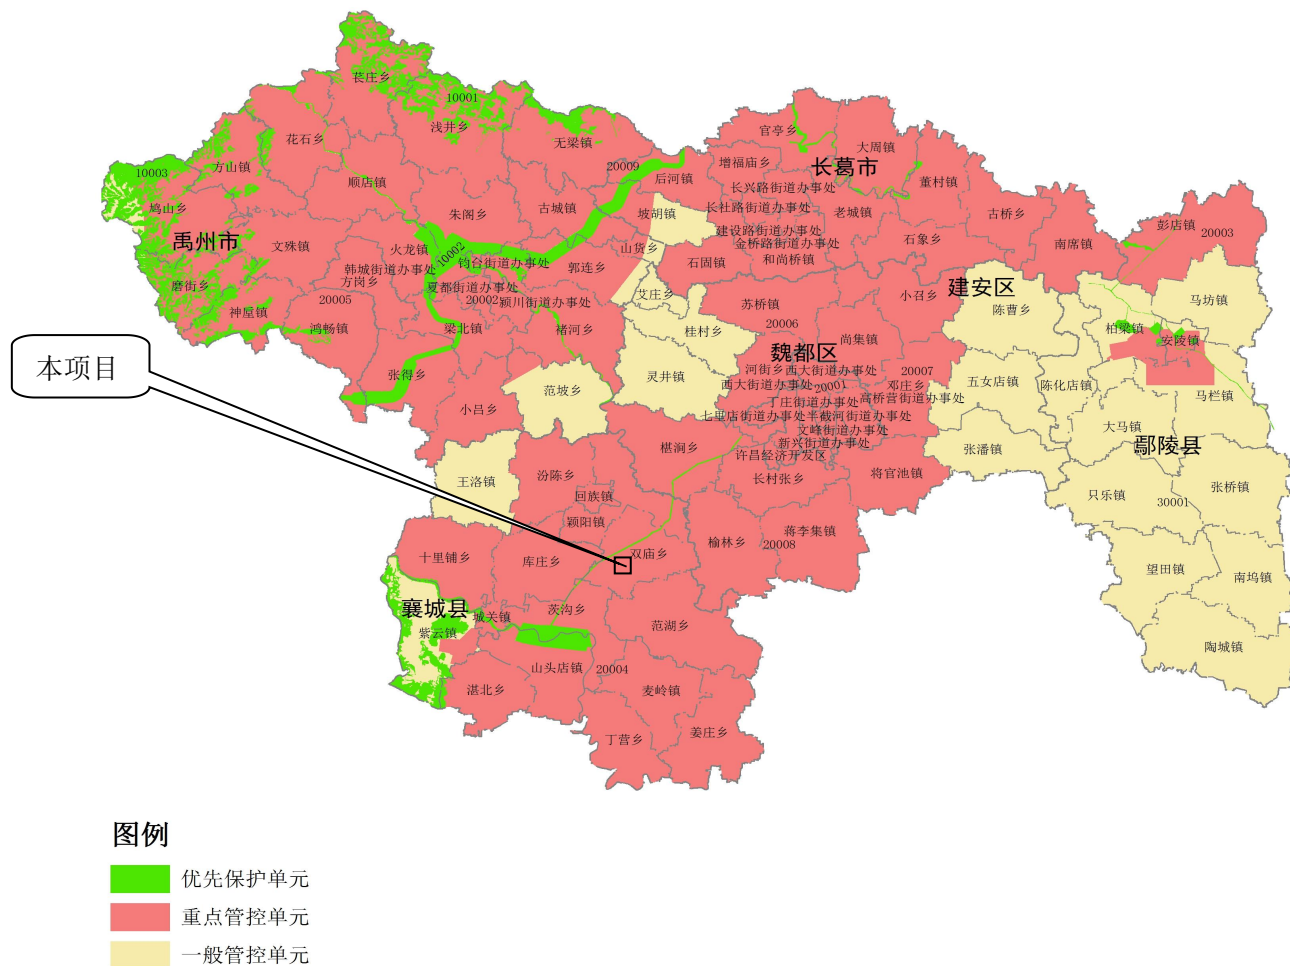 苌庄乡
10001
浅井乡
官亭乡
花石乡
无梁镇
大周镇
长葛市
增福庙乡
20009
方山镇
10003
后河镇
顺店镇
董村镇
长兴路街道办事处
鸠山乡
朱阁乡
古城镇
坡胡镇
长社路街道办事处
老城镇
古桥乡
彭店镇
20003
建设路街道办事处
禹州市
文殊镇
火龙镇
10002
山货乡
金桥路街道办事处
石象乡
南席镇
和尚桥镇
石固镇
钧台街道办事处
郭连乡
韩城街道办事处
方岗乡
磨街乡
夏都街道办事处
艾庄乡
小召乡
建安区
马坊镇
20005
20002
颍川街道办事处
苏桥镇
陈曹乡
神垕镇
鸿畅镇
梁北镇
褚河乡
桂村乡
20006
柏梁镇
安陵镇
尚集镇
魏都区
本项目
张得乡
灵井镇
河街乡
西大街道办事处
20007
西大街道办事处
20001
邓庄乡
五女店镇
陈化店镇
范坡乡
高桥营街道办事处
马栏镇
小吕乡
丁庄街道办事处
七里店街道办事处
半截河街道办事处
文峰街道办事处
大马镇
新兴街道办事处
鄢陵县
椹涧乡
许昌经济开发区
张潘镇
汾陈乡
长村张乡
将官池镇
王洛镇
回族镇
只乐镇
张桥镇
30001
颖阳镇
蒋李集镇
榆林乡
20008
双庙乡
十里铺乡
库庄乡
望田镇
南坞镇
襄城县
茨沟乡
城关镇
紫云镇
范湖乡
陶城镇
山头店镇
20004
湛北乡
麦岭镇
丁营乡
姜庄乡
图例
优先保护单元
重点管控单元
一般管控单元